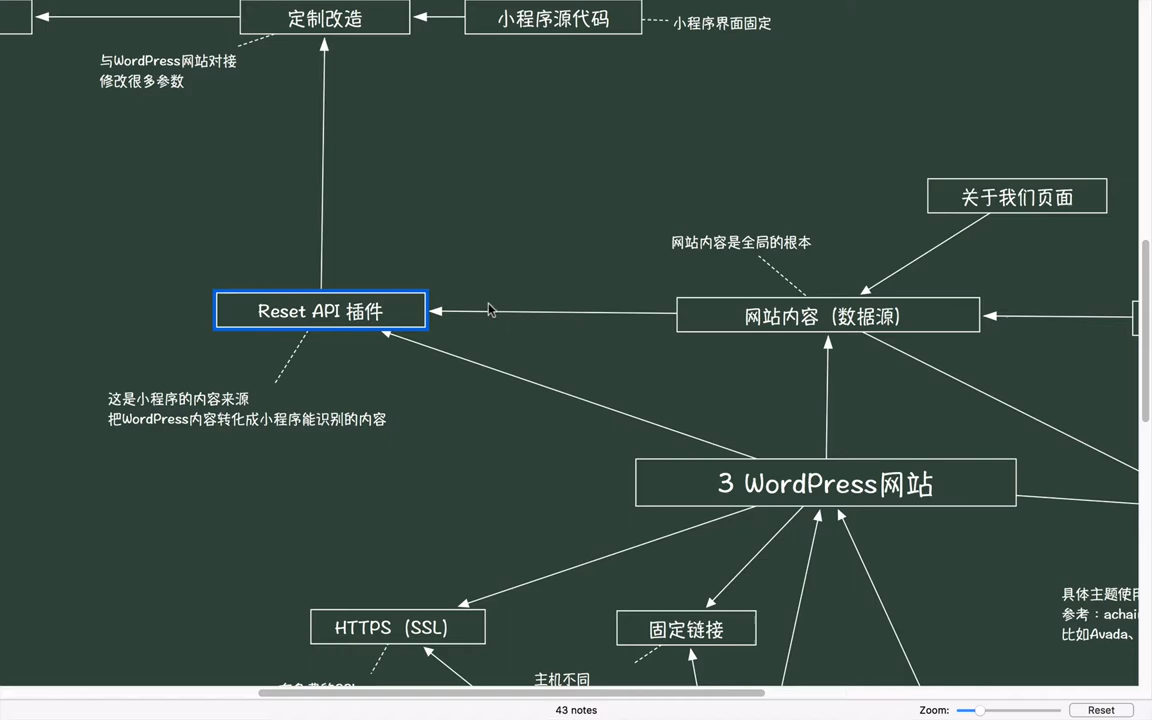 定制改造
小程序源代码
小程序界面固定
与WordPress网站对接
修改很多参数
关于我们页面
网站内容是全局的根本
Reset API 插件
网站内容（数据源）
这是小程序的内容来源
把WordPress内容转化成小程序能识别的内容
3 WordPress网站
具体主题使用
参考：achai
比如Avada、
HTTPS（SSL）
固定链接
主机不同
43 notes
Zoom:
Reset